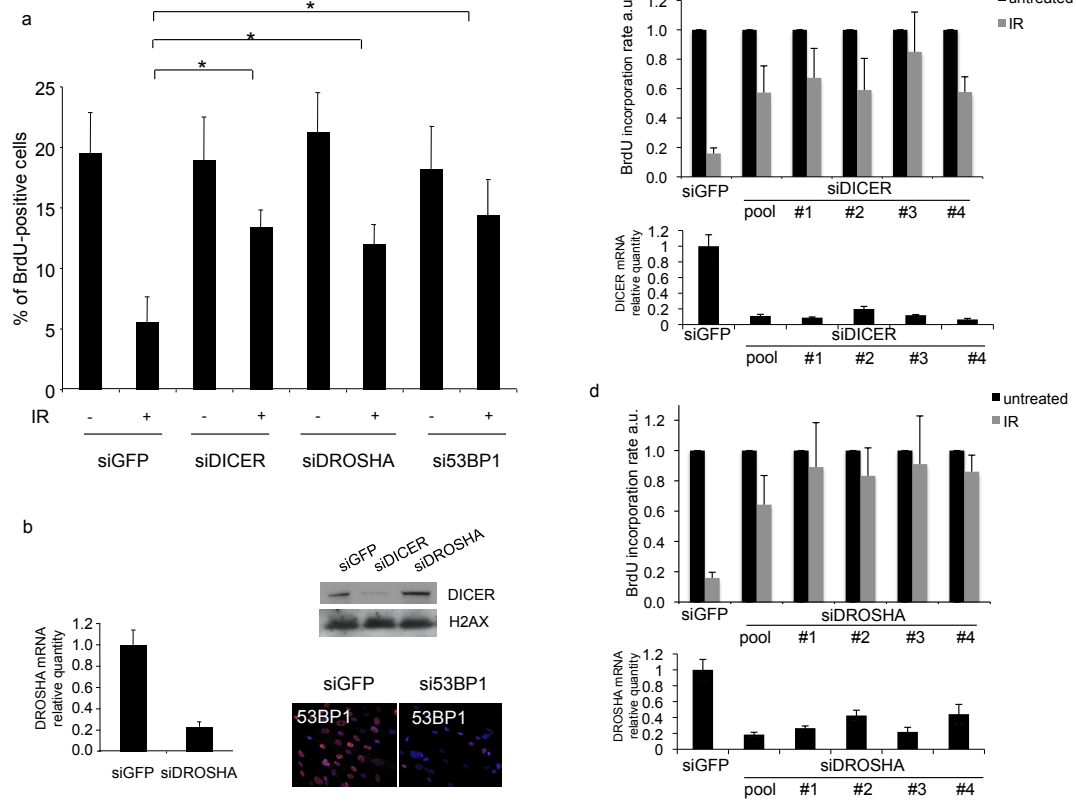 a
*
*
*
% of BrdU-positive cells
25
20
15
10
5
0
IR - + - + - + - +
siGFP siDICER siDROSHA si53BP1
b
siGFP siDICER siDROSHA
DICER
H2AX
DROSHA mRNA
relative quantity
1.2
1.0
0.8
0.6
0.4
0.2
0.0
siGFP siDROSHA
siGFP si53BP1
53BP1 53BP1
untreated
IR
BrdU incorporation rate a.u.
1.2
1.0
0.8
0.6
0.4
0.2
0.0
siGFP siDICER
pool #1 #2 #3 #4
DICER mRNA
relative quantity
1.2
1
0.8
0.6
0.4
0.2
0
siGFP siDICER
pool #1 #2 #3 #4
d
untreated
IR
BrdU incorporation rate a.u.
1.2
1.0
0.8
0.6
0.4
0.2
0.0
siGFP siDROSHA
pool #1 #2 #3 #4
DROSHA mRNA
relative quantity
1.2
1
0.8
0.6
0.4
0.2
0
siGFP siDROSHA
pool #1 #2 #3 #4